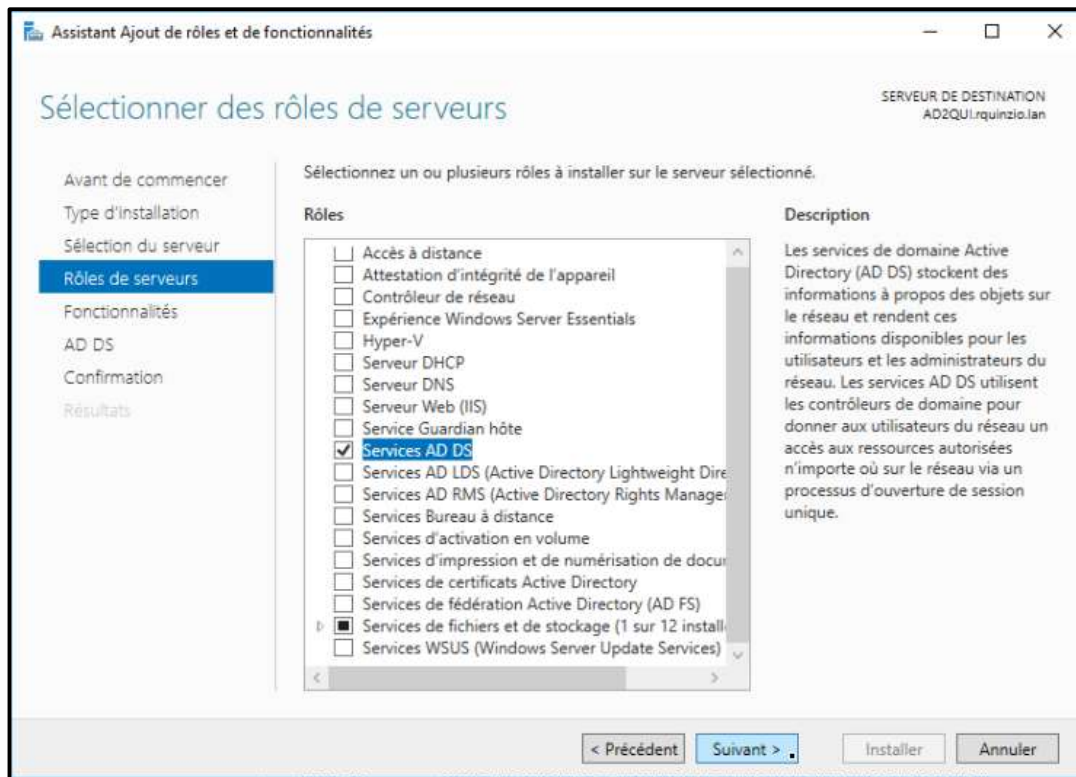 Assistant Ajout de rôles et de fonctionnalités
Sélectionner des rôles de serveurs
SERVEUR DE DESTINATION
AD2QUI.rquinzio.lan
Avant de commencer
Type d'installation
Sélection du serveur
Rôles de serveurs
Fonctionnalités
AD DS
Confirmation
Résultats
Sélectionnez un ou plusieurs rôles à installer sur le serveur sélectionné.
Rôles
Accès à distance
Attestation d'intégrité de l'appareil
Contrôleur de réseau
Expérience Windows Server Essentials
Hyper-V
Serveur DHCP
Serveur DNS
Serveur Web (IIS)
Service Guardian hôte
Services AD DS
Services AD LDS (Active Directory Lightweight Dire
Services AD RMS (Active Directory Rights Manager
Services Bureau à distance
Services d'activation en volume
Services d'impression et de numérisation de docum
Services de certificats Active Directory
Services de fédération Active Directory (AD FS)
Services de fichiers et de stockage (1 sur 12 install
Services WSUS (Windows Server Update Services)
Description
Les services de domaine Active
Directory (AD DS) stockent des
informations à propos des objets sur
le réseau et rendent ces
informations disponibles pour les
utilisateurs et les administrateurs du
réseau. Les services AD DS utilisent
les contrôleurs de domaine pour
donner aux utilisateurs du réseau un
accès aux ressources autorisées
n'importe où sur le réseau via un
processus d'ouverture de session
unique.
< Précédent
Suivant >
Installer
Annuler